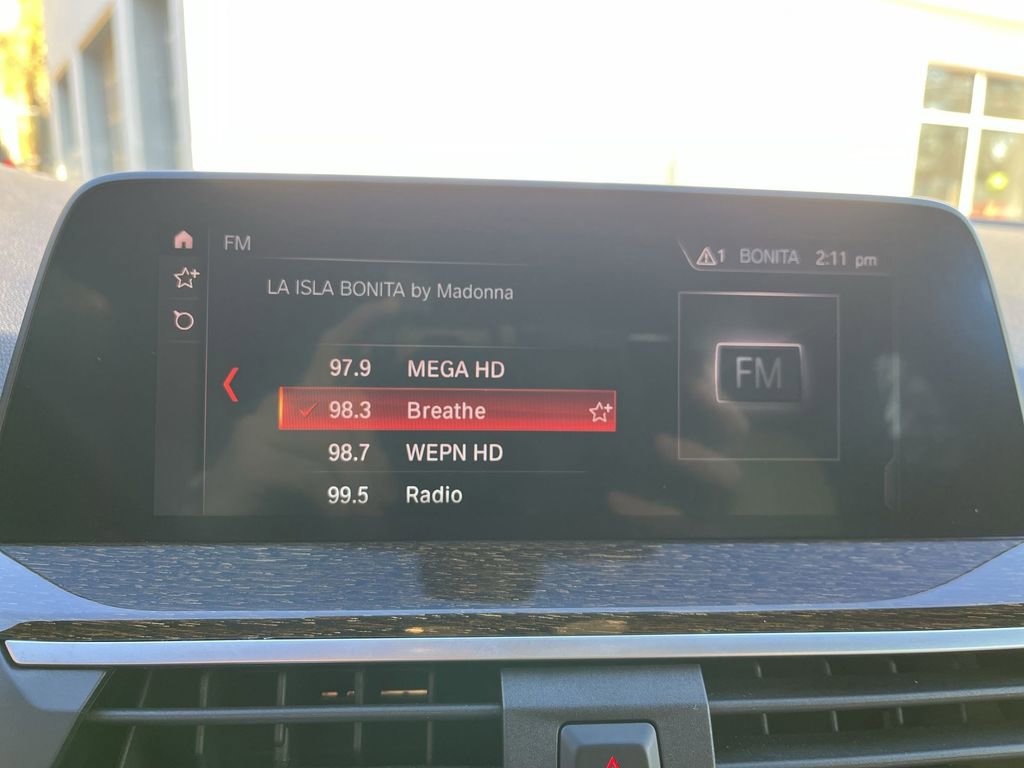 FM
1 BONITA 2:11 pm
LA ISLA BONITA by Madonna
97.9 MEGA HD
98.3 Breathe
98.7 WEPN HD
99.5 Radio
FM